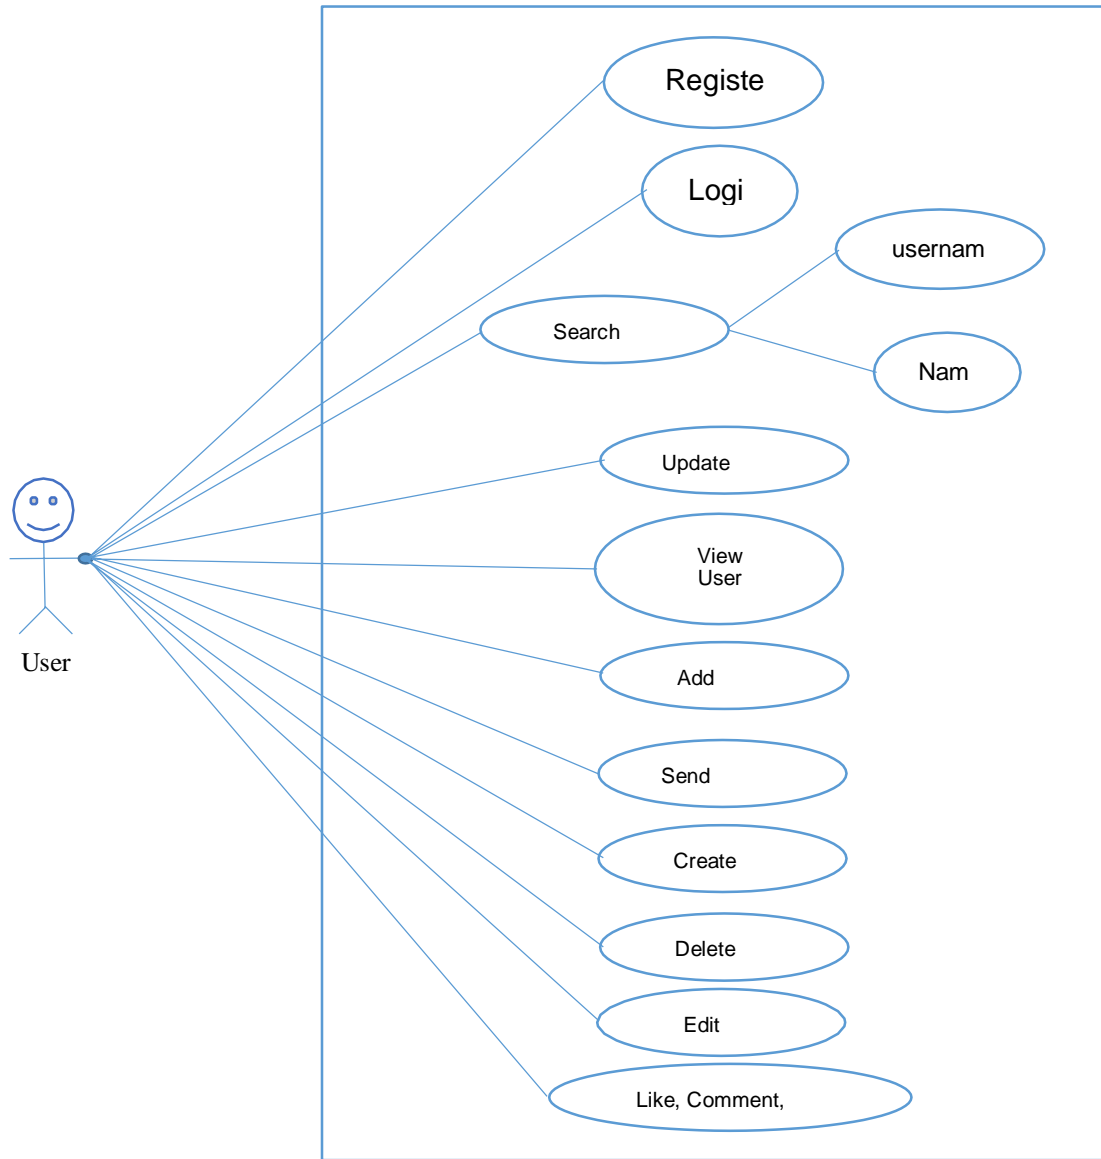 Registe
Logi
usernam
Search
Nam
Update
View
User
User
Add
Send
Create
Delete
Edit
Like, Comment,